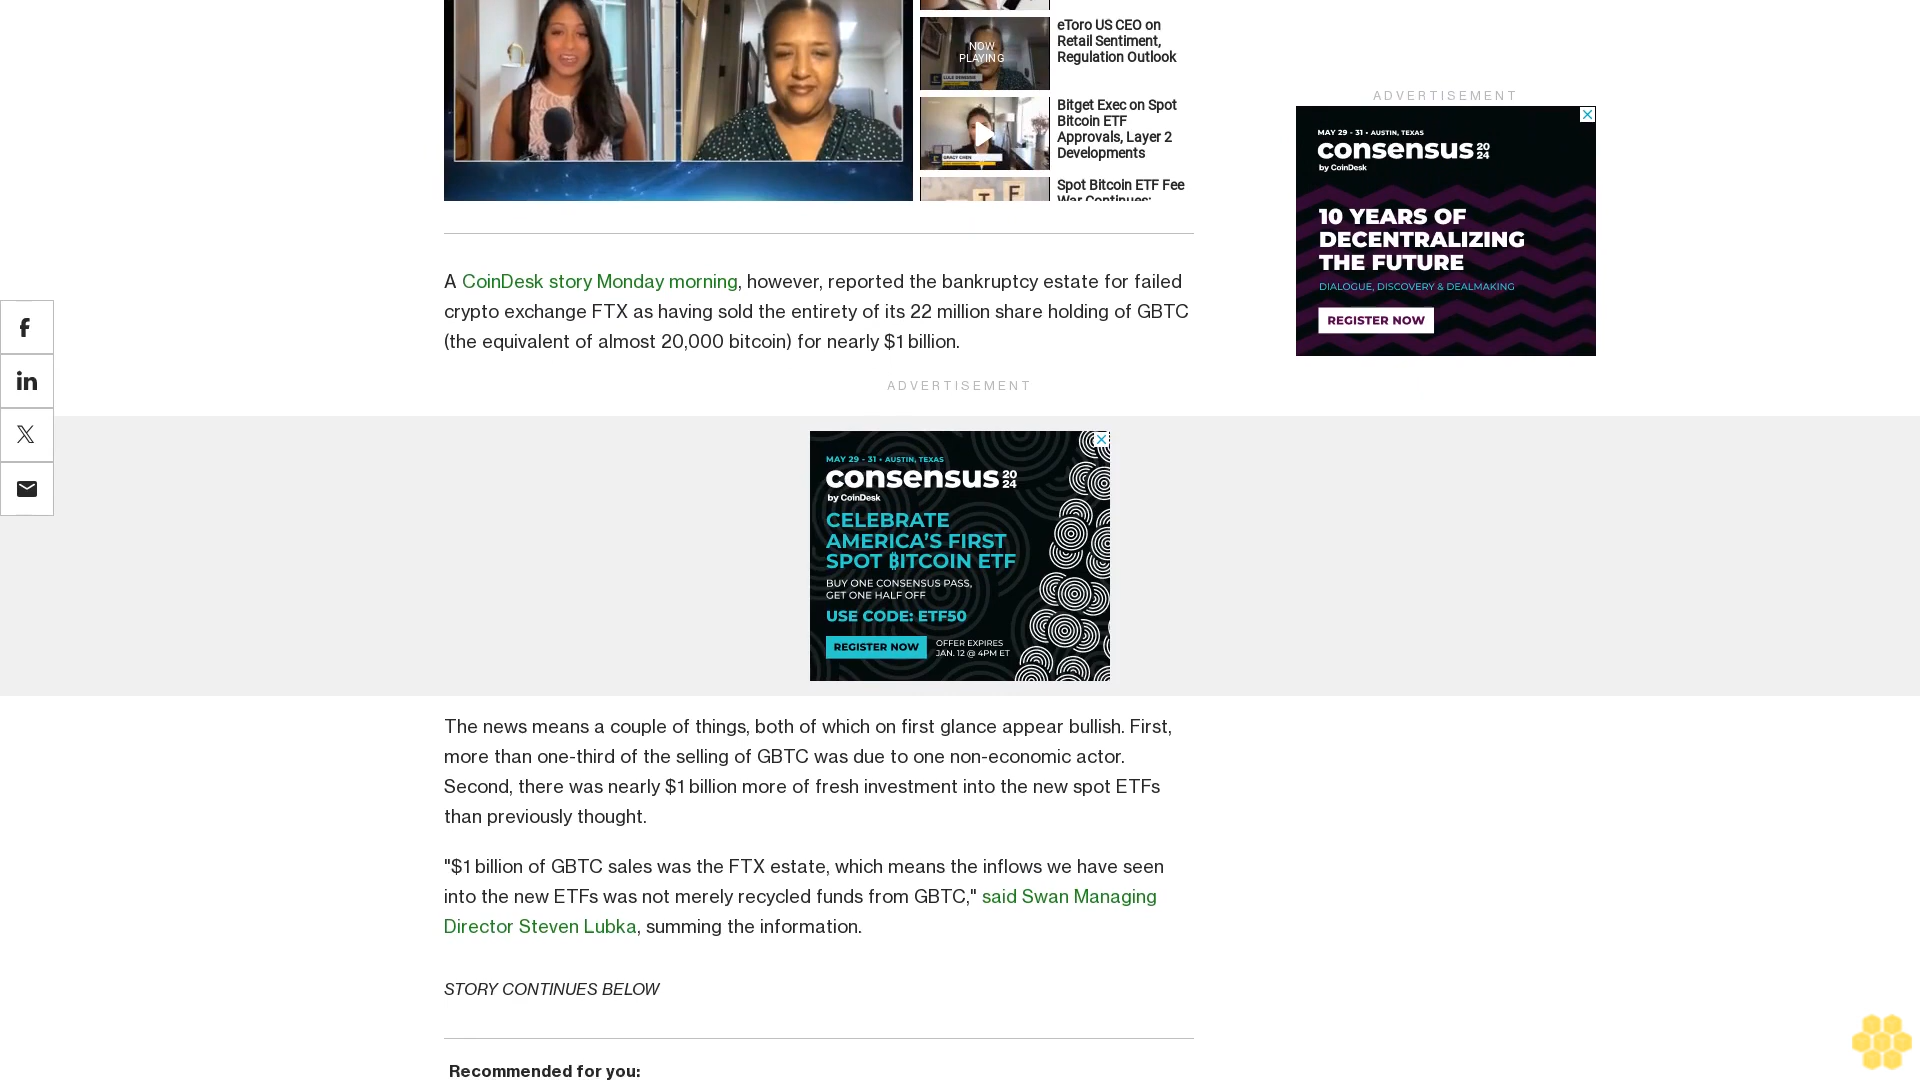 eToro US CEO on
Retail Sentiment,
Regulation Outlook
NOW
PLAYING
Bitget Exec on Spot
Bitcoin ETF
Approvals, Layer 2
Developments
GRACY CHEN
Spot Bitcoin ETF Fee
War Continues:
ADVERTISEMENT
MAY 29 - 31 • AUSTIN, TEXAS
consensus 2024
by CoinDesk
10 YEARS OF
DECENTRALIZING
THE FUTURE
DIALOGUE, DISCOVERY & DEALMAKING
REGISTER NOW
A CoinDesk story Monday morning, however, reported the bankruptcy estate for failed
crypto exchange FTX as having sold the entirety of its 22 million share holding of GBTC
(the equivalent of almost 20,000 bitcoin) for nearly $1 billion.
ADVERTISEMENT
MAY 29 - 31 • AUSTIN, TEXAS
consensus 2024
by CoinDesk
CELEBRATE
AMERICA'S FIRST
SPOT ₿ITCOIN ETF
BUY ONE CONSENSUS PASS,
GET ONE HALF OFF
USE CODE: ETF50
REGISTER NOW
OFFER EXPIRES
JAN. 12 @ 4PM ET
The news means a couple of things, both of which on first glance appear bullish. First,
more than one-third of the selling of GBTC was due to one non-economic actor.
Second, there was nearly $1 billion more of fresh investment into the new spot ETFs
than previously thought.
"$1 billion of GBTC sales was the FTX estate, which means the inflows we have seen
into the new ETFs was not merely recycled funds from GBTC," said Swan Managing
Director Steven Lubka, summing the information.
STORY CONTINUES BELOW
Recommended for you: